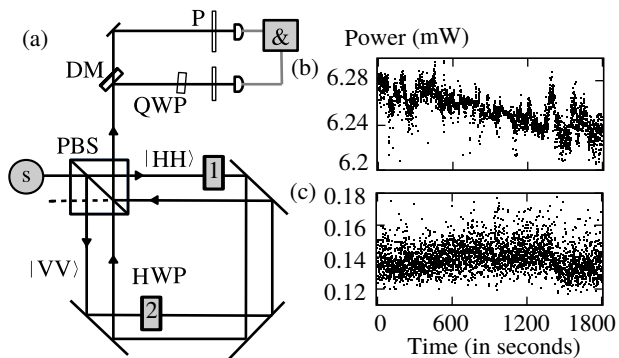 (a)
P
&
DM
QWP
PBS
s
|HH⟩
1
|VV⟩
HWP
2
Power (mW)
(b)
6.28
6.24
6.2
(c)
0.18
0.16
0.14
0.12
0 600 1200 1800
Time (in seconds)